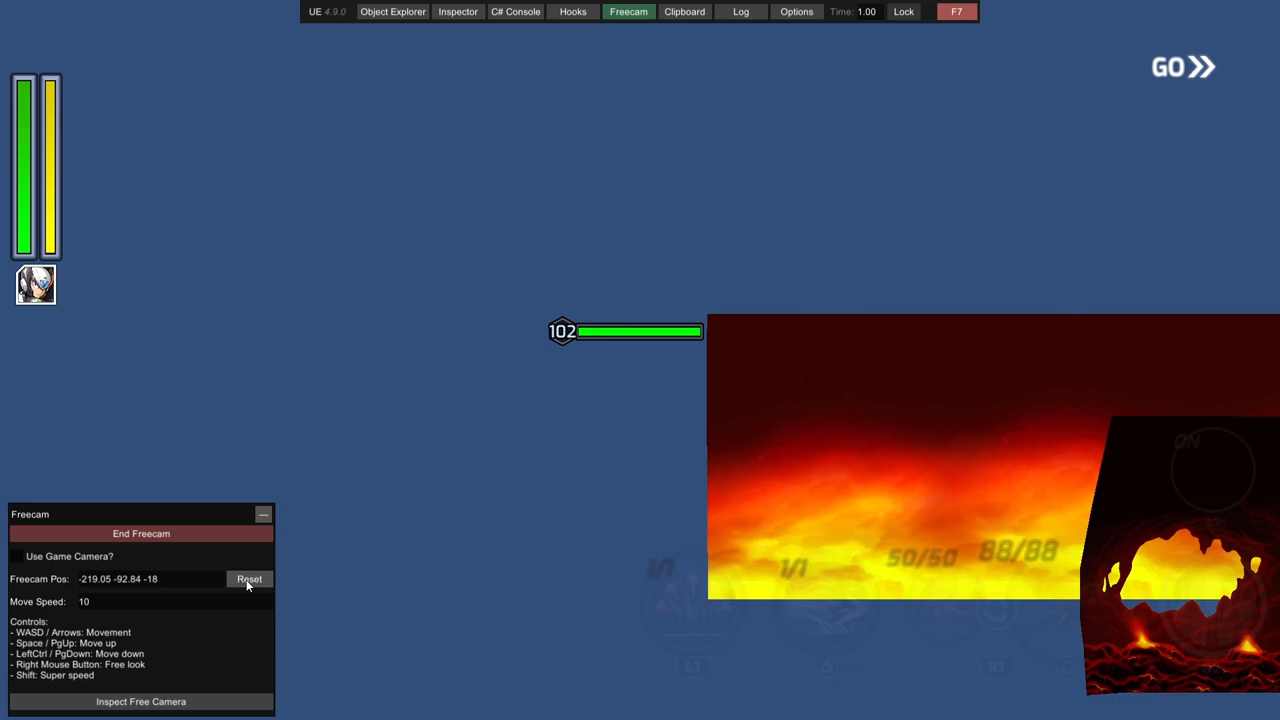 UE 4.9.0 Object Explorer Inspector C# Console Hooks Freecam Clipboard Log Options Time: 1.00 Lock F7
GO
102
ON
1/1 1/1 50/50 88/88
L1 R1
Freecam —
End Freecam
Use Game Camera?
Freecam Pos: -219.05 -92.84 -18 Reset
Move Speed: 10
Controls:
- WASD / Arrows: Movement
- Space / PgUp: Move up
- LeftCtrl / PgDown: Move down
- Right Mouse Button: Free look
- Shift: Super speed
Inspect Free Camera